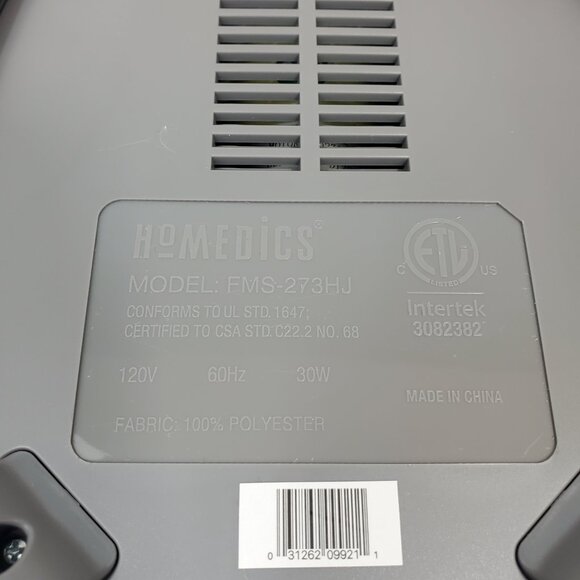 HoMEDICS®
MODEL: FMS-273HJ
CONFORMS TO UL STD. 1647;
CERTIFIED TO CSA STD. C22.2 NO. 68
120V 60Hz 30W
FABRIC: 100% POLYESTER
ETL
LISTED
C US
Intertek
3082382
MADE IN CHINA
0 31262 09921 1